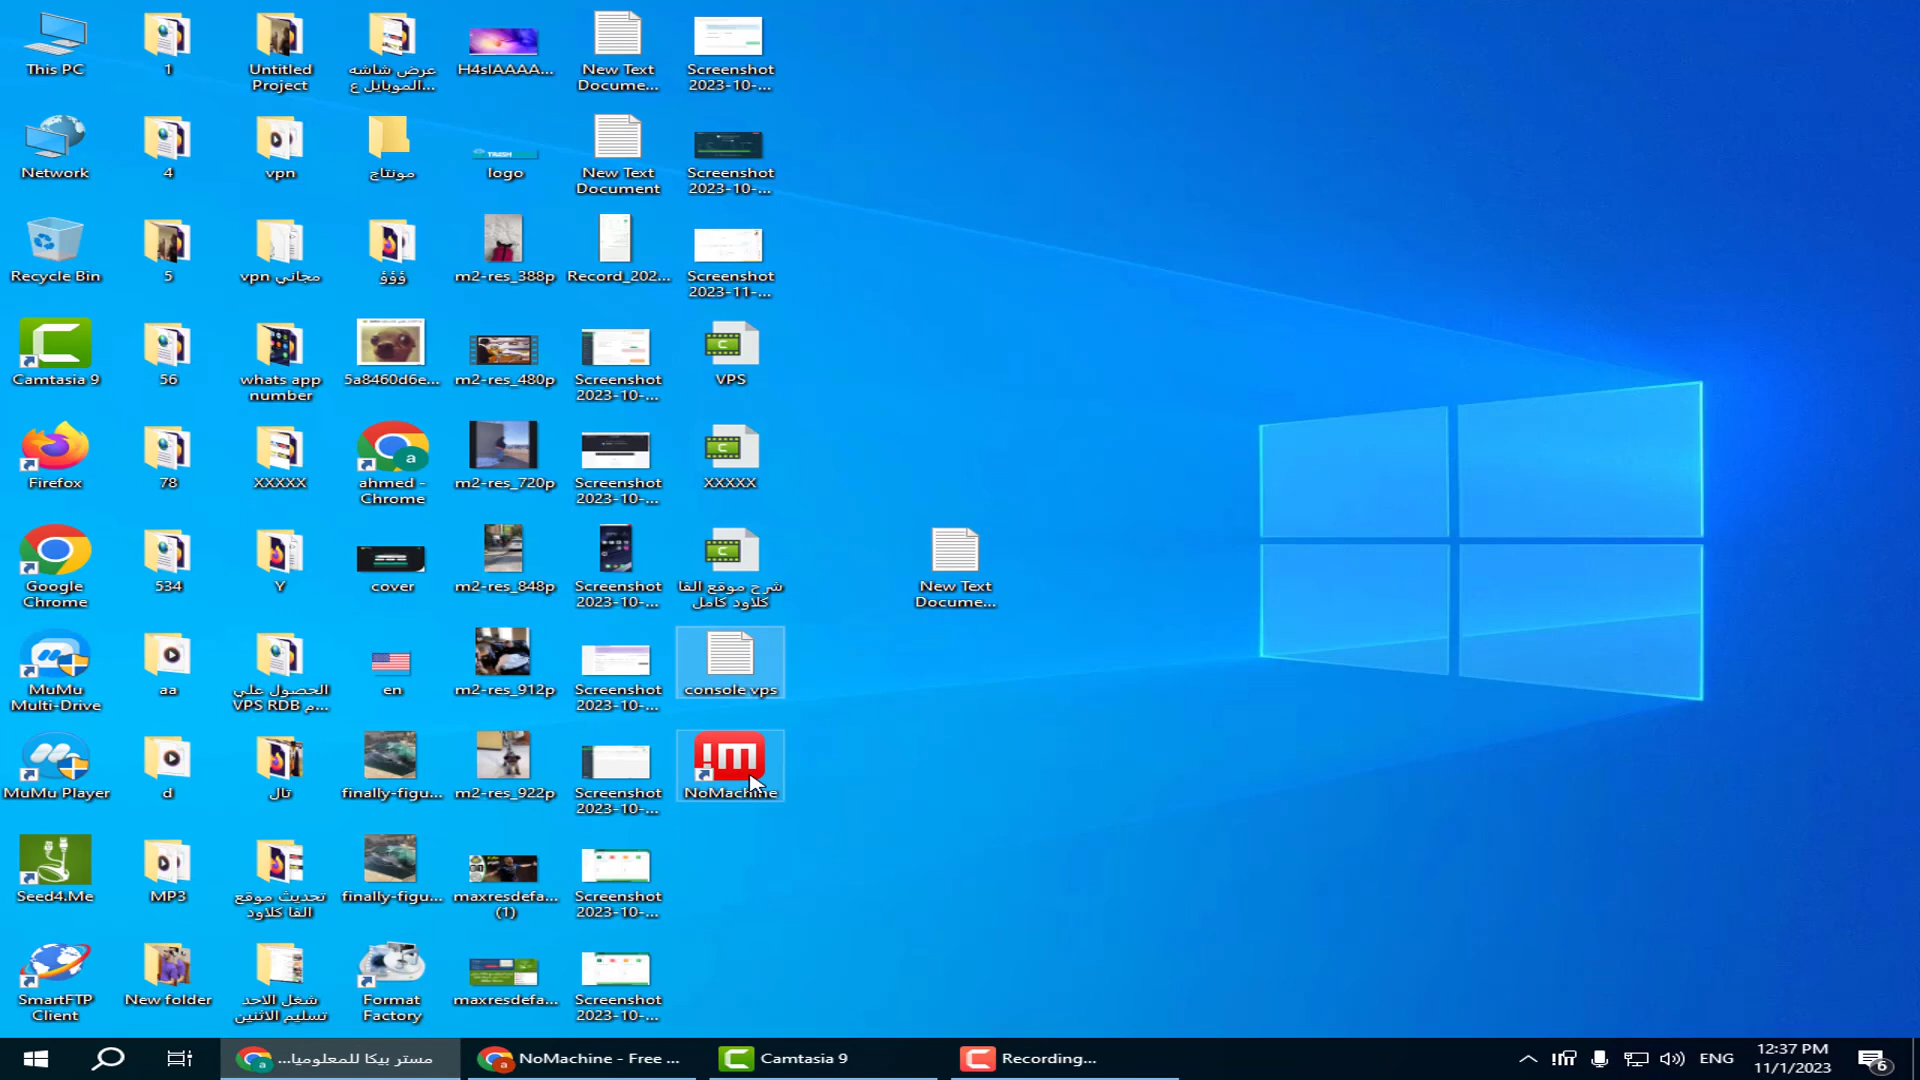 This PC
1
Untitled
Project
عرض شاشه
الموبايل ع...
H4sIAAAA...
New Text
Docume...
Screenshot
2023-10-...
Network
4
vpn
مونتاج
TRASH
logo
New Text
Document
Screenshot
2023-10-...
Recycle Bin
5
مجاني vpn
ؤؤؤ
m2-res_388p
Record_202...
Screenshot
2023-11-...
Camtasia 9
56
whats app
number
5a8460d6e...
m2-res_480p
Screenshot
2023-10-...
VPS
Firefox
78
XXXXX
ahmed -
Chrome
m2-res_720p
Screenshot
2023-10-...
XXXXX
Google
Chrome
534
Y
cover
m2-res_848p
Screenshot
2023-10-...
شرح موقع الفا
كلاود كامل
New Text
Docume...
MuMu
Multi-Drive
aa
الحصول علي
VPS RDB م...
en
m2-res_912p
Screenshot
2023-10-...
console vps
MuMu Player
d
تال
finally-figu...
m2-res_922p
Screenshot
2023-10-...
NoMachine
Seed4.Me
MP3
تحديث موقع
الفا كلاود
finally-figu...
maxresdefa...
(1)
Screenshot
2023-10-...
SmartFTP
Client
New folder
شغل الاحد
تسليم الاثنين
Format
Factory
maxresdefa...
Screenshot
2023-10-...
مستر بيكا للمعلوميا...
NoMachine - Free ...
Camtasia 9
Recording...
ENG
12:37 PM
11/1/2023
6